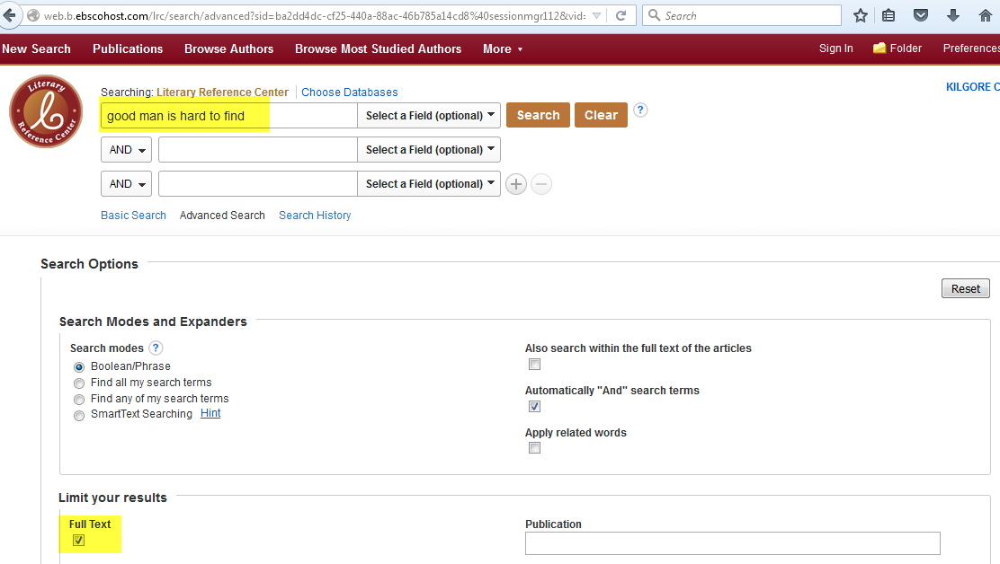 web.b.ebscohost.com/lrc/search/advanced?sid=ba2dd4dc-cf25-440a-88ac-46b785a14cd8%40sessionmgr112&vid=
Search
New Search Publications Browse Authors Browse Most Studied Authors More Sign In Folder Preferences
Literary Reference Center
Searching: Literary Reference Center Choose Databases KILGORE C
good man is hard to find Select a Field (optional) Search Clear ?
AND Select a Field (optional)
AND Select a Field (optional)
Basic Search Advanced Search Search History
Search Options
Reset
Search Modes and Expanders
Search modes ?
Boolean/Phrase
Find all my search terms
Find any of my search terms
SmartText Searching Hint
Also search within the full text of the articles
Automatically "And" search terms
Apply related words
Limit your results
Full Text
Publication